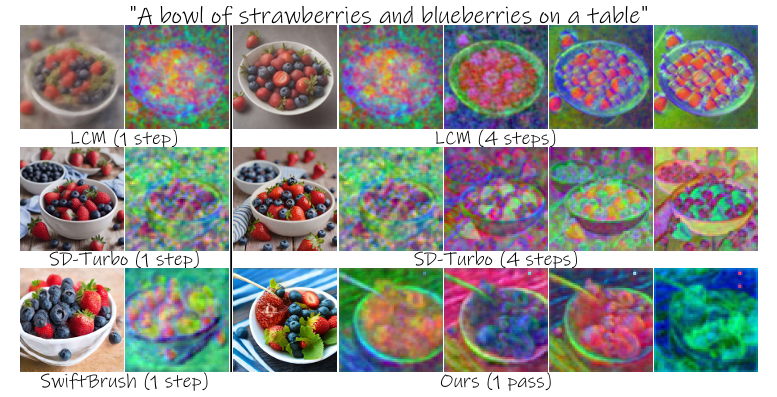 "A bowl of strawberries and blueberries on a table"
LCM (1 step)
LCM (4 steps)
SD-Turbo (1 step)
SD-Turbo (4 steps)
SwiftBrush (1 step)
Ours (1 pass)